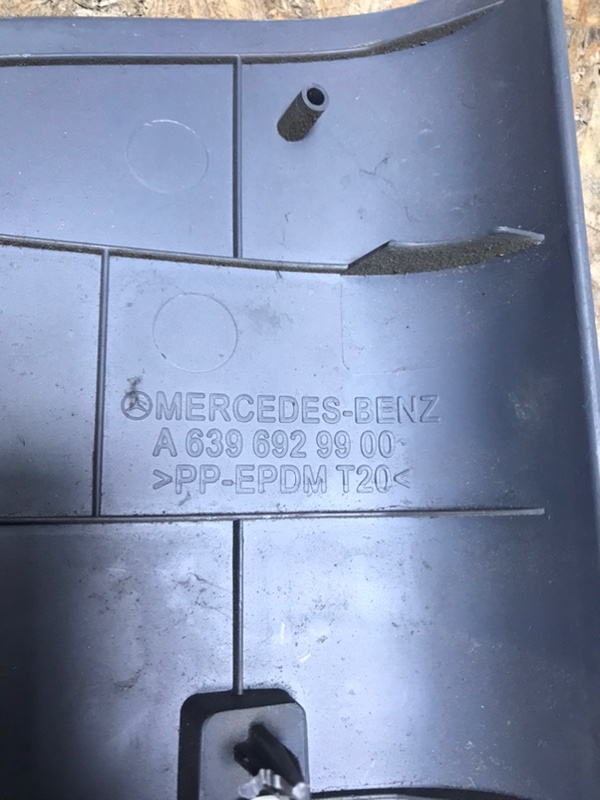 MERCEDES-BENZ
A 639 692 99 00
>PP-EPDM T20<